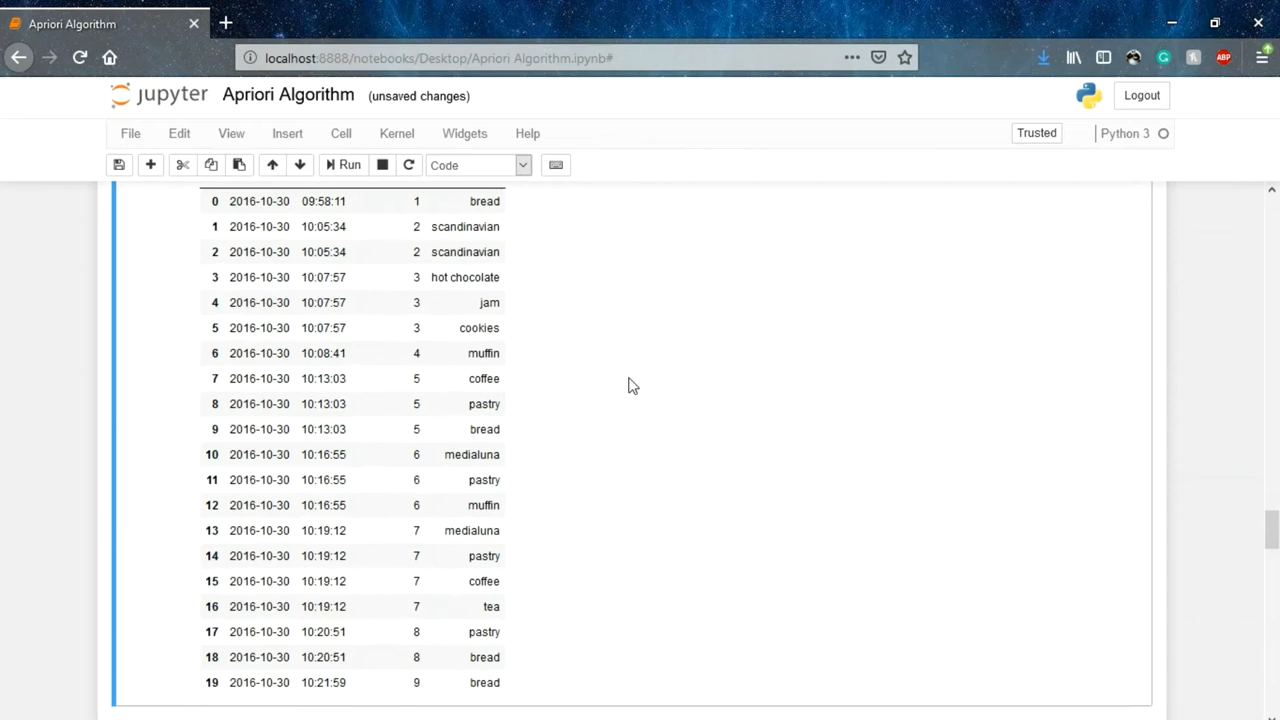 Apriori Algorithm
localhost:8888/notebooks/Desktop/Apriori Algorithm.ipynb#
ABP
jupyter Apriori Algorithm (unsaved changes) Logout
File Edit View Insert Cell Kernel Widgets Help Trusted Python 3
Run Code
0 2016-10-30 09:58:11 1 bread
1 2016-10-30 10:05:34 2 scandinavian
2 2016-10-30 10:05:34 2 scandinavian
3 2016-10-30 10:07:57 3 hot chocolate
4 2016-10-30 10:07:57 3 jam
5 2016-10-30 10:07:57 3 cookies
6 2016-10-30 10:08:41 4 muffin
7 2016-10-30 10:13:03 5 coffee
8 2016-10-30 10:13:03 5 pastry
9 2016-10-30 10:13:03 5 bread
10 2016-10-30 10:16:55 6 medialuna
11 2016-10-30 10:16:55 6 pastry
12 2016-10-30 10:16:55 6 muffin
13 2016-10-30 10:19:12 7 medialuna
14 2016-10-30 10:19:12 7 pastry
15 2016-10-30 10:19:12 7 coffee
16 2016-10-30 10:19:12 7 tea
17 2016-10-30 10:20:51 8 pastry
18 2016-10-30 10:20:51 8 bread
19 2016-10-30 10:21:59 9 bread